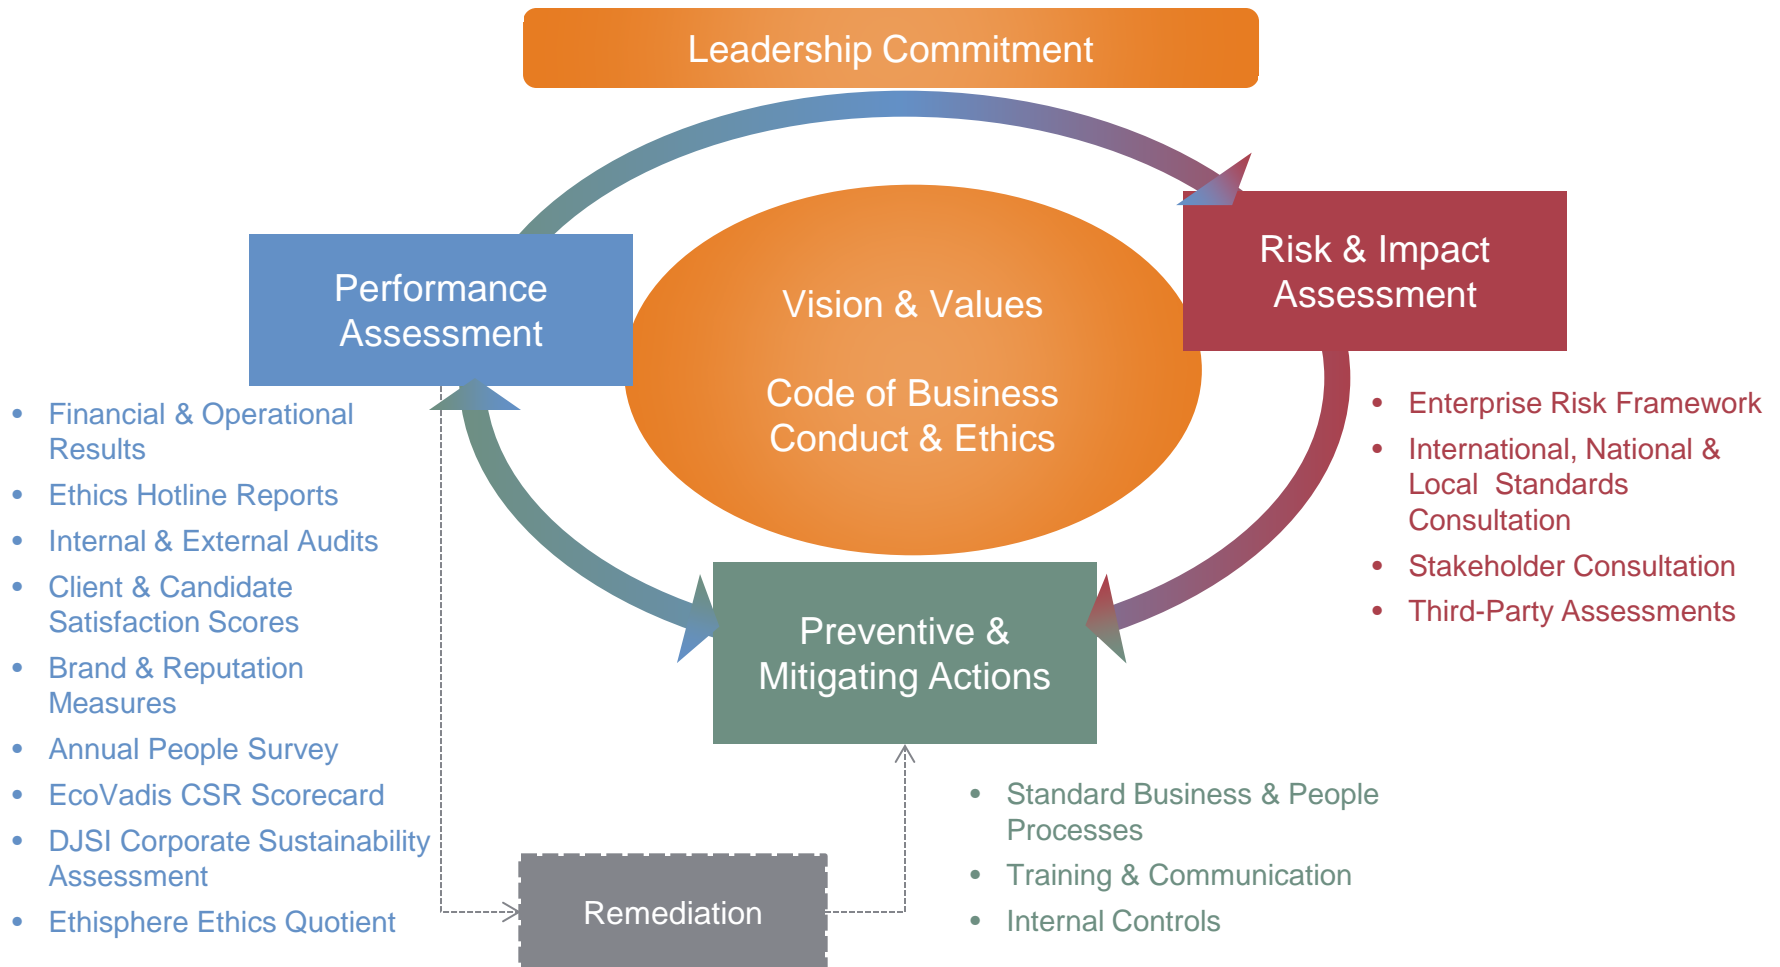 Leadership Commitment
Performance
Assessment
Vision & Values
Code of Business
Conduct & Ethics
Risk & Impact
Assessment
• Financial & Operational
Results
• Ethics Hotline Reports
• Internal & External Audits
• Client & Candidate
Satisfaction Scores
• Brand & Reputation
Measures
• Annual People Survey
• EcoVadis CSR Scorecard
• DJSI Corporate Sustainability
Assessment
• Ethisphere Ethics Quotient
• Enterprise Risk Framework
• International, National &
Local Standards
Consultation
• Stakeholder Consultation
• Third-Party Assessments
Preventive &
Mitigating Actions
• Standard Business & People
Processes
• Training & Communication
• Internal Controls
Remediation